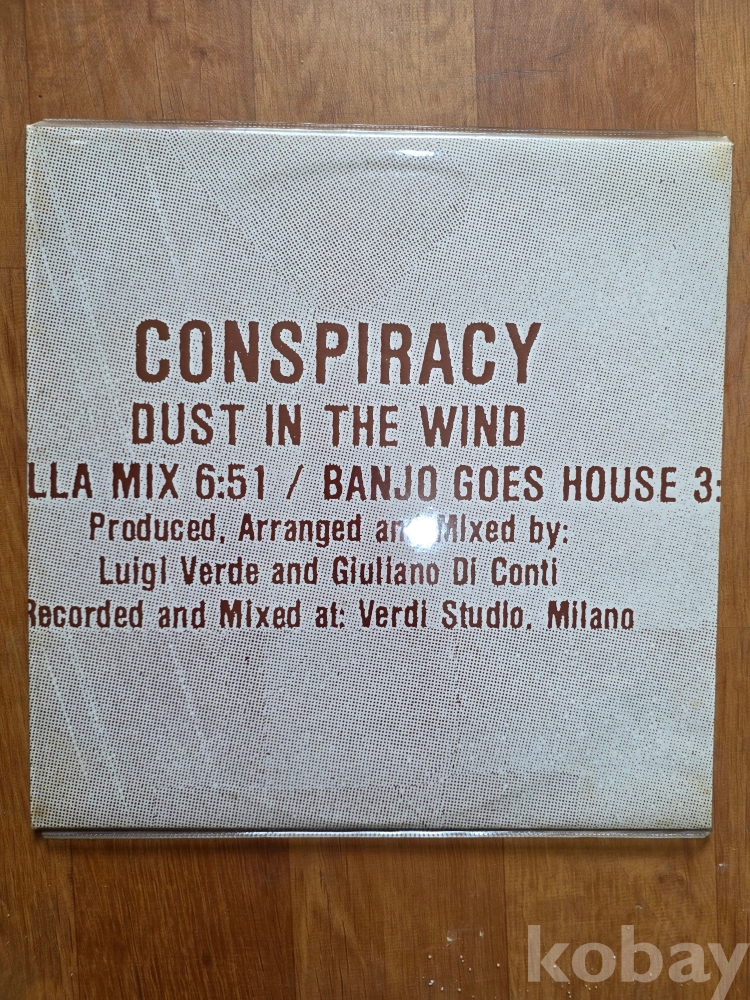 CONSPIRACY
DUST IN THE WIND
LLA MIX 6:51 / BANJO GOES HOUSE 3:
Produced, Arranged and Mixed by:
Luigi Verde and Giuliano Di Conti
Recorded and Mixed at: Verdi Studio, Milano
kobay